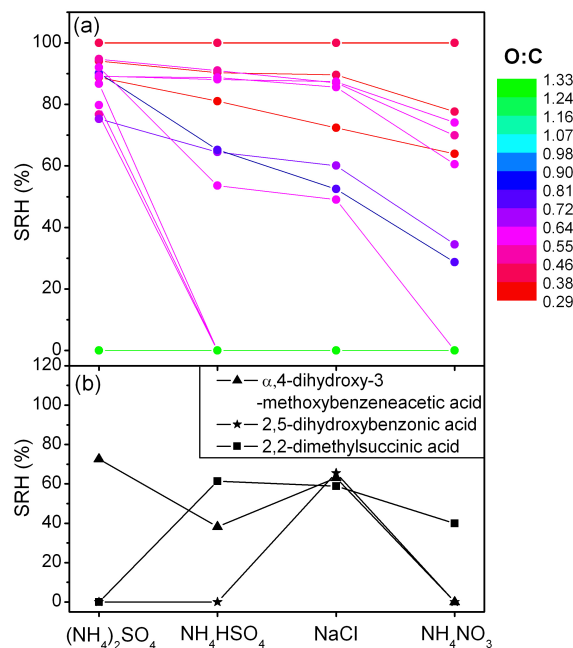 (a)
100
80
60
40
20
0
SRH (%)
O:C
1.33
1.24
1.16
1.07
0.98
0.90
0.81
0.72
0.64
0.55
0.46
0.38
0.29
(b)
120
100
80
60
40
20
0
SRH (%)
α,4-dihydroxy-3
-methoxybenzeneacetic acid
2,5-dihydroxybenzonic acid
2,2-dimethylsuccinic acid
(NH₄)₂SO₄ NH₄HSO₄ NaCl NH₄NO₃